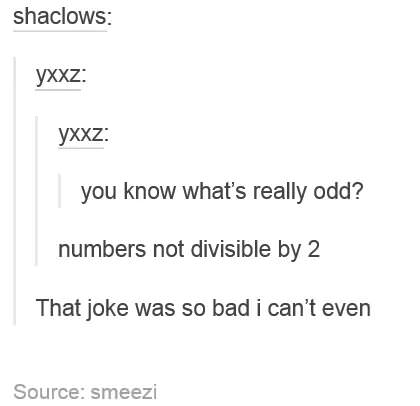 shaclows:
yxxz:
yxxz:
you know what’s really odd?
numbers not divisible by 2
That joke was so bad i can’t even
Source: smeezi